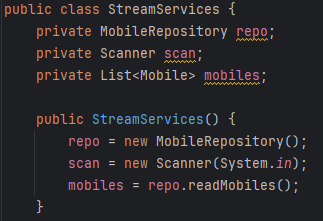 public class StreamServices {
    private MobileRepository repo;
    private Scanner scan;
    private List<Mobile> mobiles;
    public StreamServices() {
        repo = new MobileRepository();
        scan = new Scanner(System.in);
        mobiles = repo.readMobiles();
    }